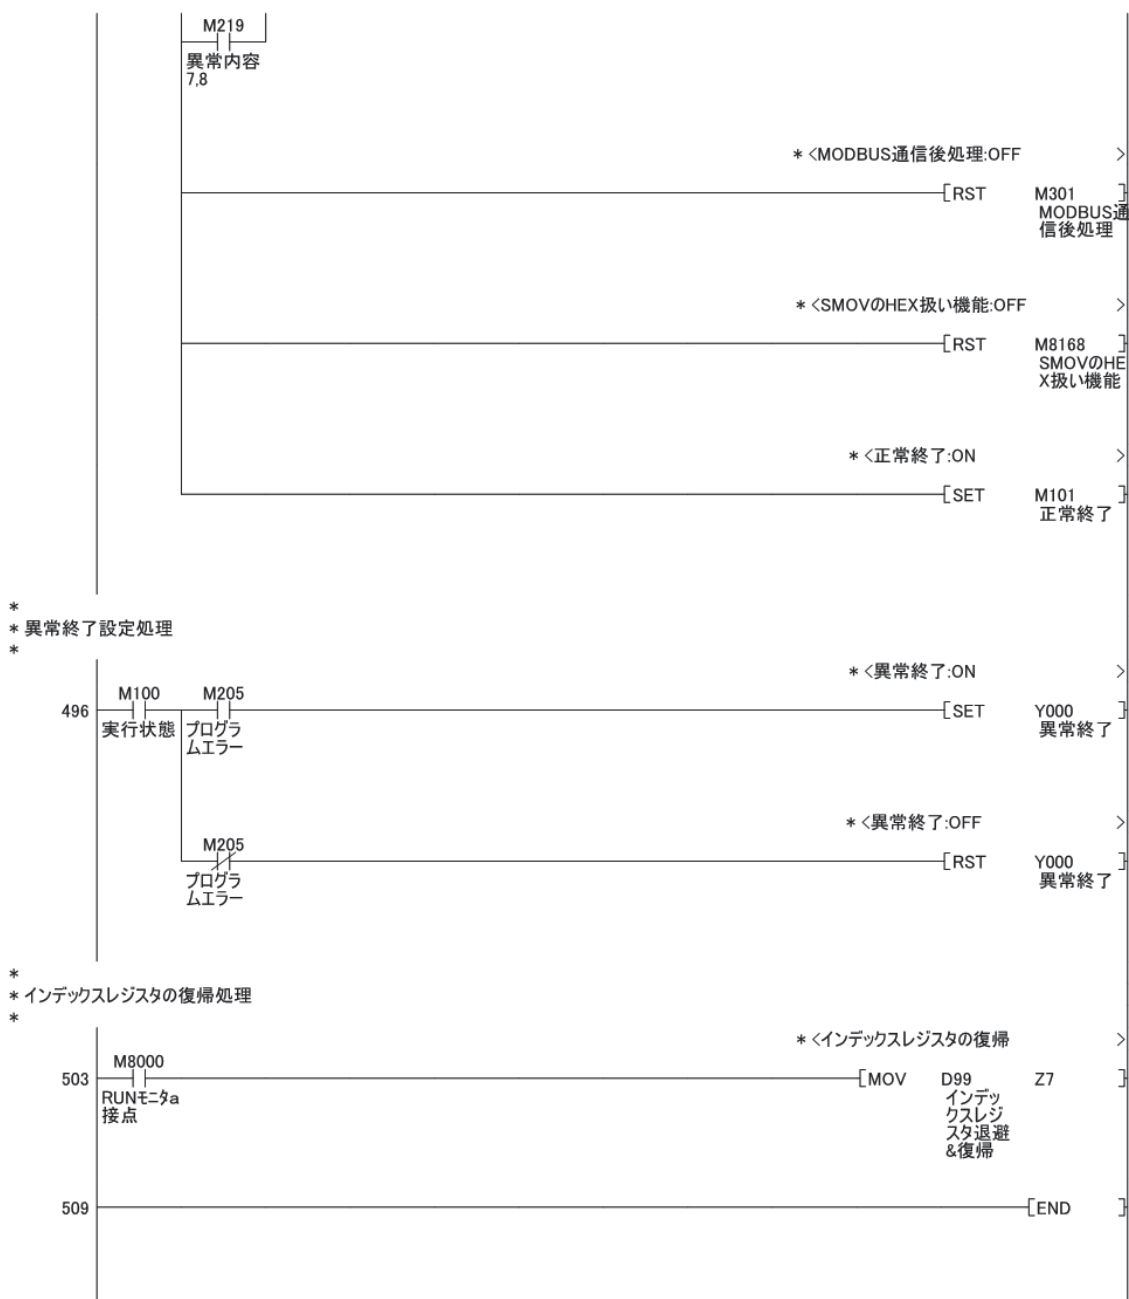 M219
異常内容
7,8
* <MODBUS通信後処理:OFF >
[RST M301 ]
MODBUS通
信後処理
* <SMOVのHEX扱い機能:OFF >
[RST M8168 ]
SMOVのHE
X扱い機能
* <正常終了:ON >
[SET M101 ]
正常終了
*
* 異常終了設定処理
*
* <異常終了:ON >
496 M100 M205 [SET Y000 ]
実行状態 プログラ 異常終了
ムエラー
* <異常終了:OFF >
M205 [RST Y000 ]
プログラ 異常終了
ムエラー
*
* インデックスレジスタの復帰処理
*
* <インデックスレジスタの復帰 >
503 M8000 [MOV D99 Z7 ]
RUNモニタa インデッ
接点 クスレジ
スタ退避
&復帰
509 [END ]